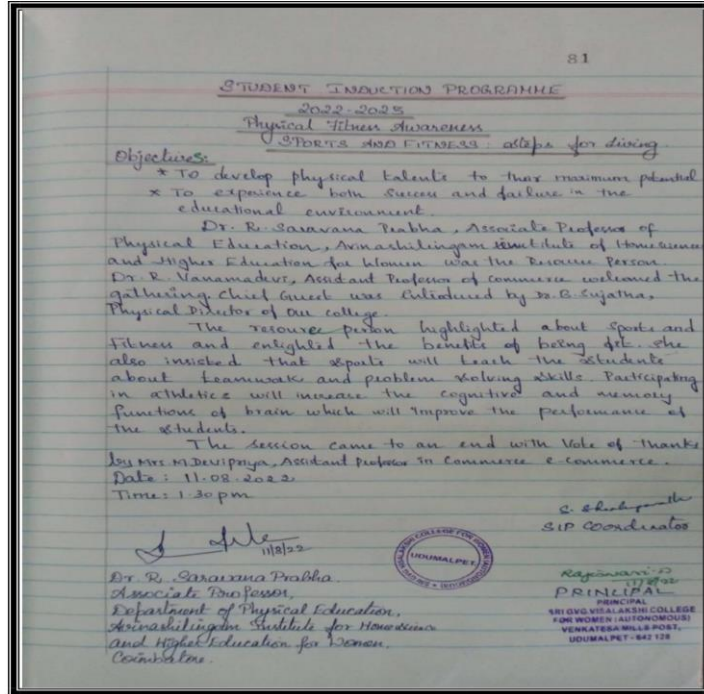 81
STUDENT INDUCTION PROGRAMME
2022-2023
Physical Fitness Awareness
SPORTS AND FITNESS: Steps for Living
Objectives:
* To develop physical talents to their maximum potential
* To experience both success and failure in the
educational environment.
Dr. R. Saravana Prabha, Associate Professor of
Physical Education, Avinashilingam Institute of Homescience
and Higher Education for Women was the Resource Person.
Dr. R. Vanamadevi, Assistant Professor of commerce welcomed the
gathering. Chief Guest was introduced by Dr. B. Sujatha,
Physical Director of our college.
The resource person highlighted about Sports and
Fitness and enlighted the benefits of being fit. She
also insisted that sports will teach the students
about teamwork and problem solving skills. Participating
in athletics will increase the cognitive and memory
functions of brain which will improve the performance of
the students.
The session came to an end with Vote of thanks
by Mrs. M. Devipriya, Assistant professor in Commerce e-commerce.
Date: 11.08.2022
Time: 1.30pm
SIP Coordinator
11/8/22
UDUMALPET
Dr. R. Saravana Prabha.
Associate Professor,
Department of Physical Education,
Avinashilingam Institute for Homescience
and Higher Education for Women,
Coimbatore.
Rajeswari
PRINCIPAL
PRINCIPAL
SRI GVG VISALAKSHI COLLEGE
FOR WOMEN (AUTONOMOUS)
VENKATESA MILLS POST,
UDUMALPET - 642 128